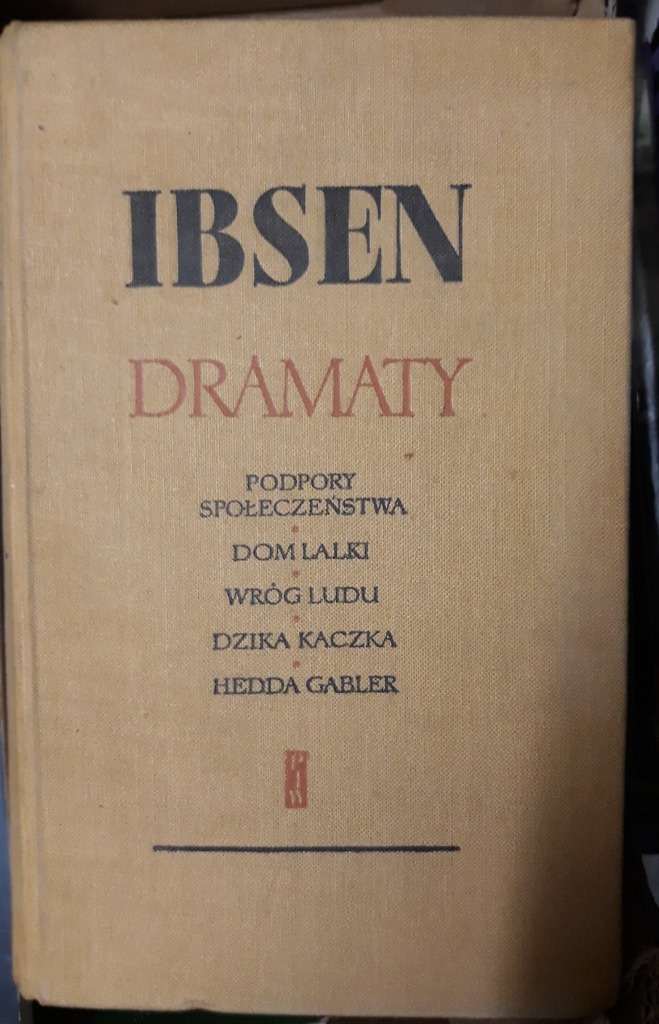 IBSEN
DRAMATY
PODPORY
SPOŁECZEŃSTWA
DOM LALKI
WRÓG LUDU
DZIKA KACZKA
HEDDA GABLER
PIW